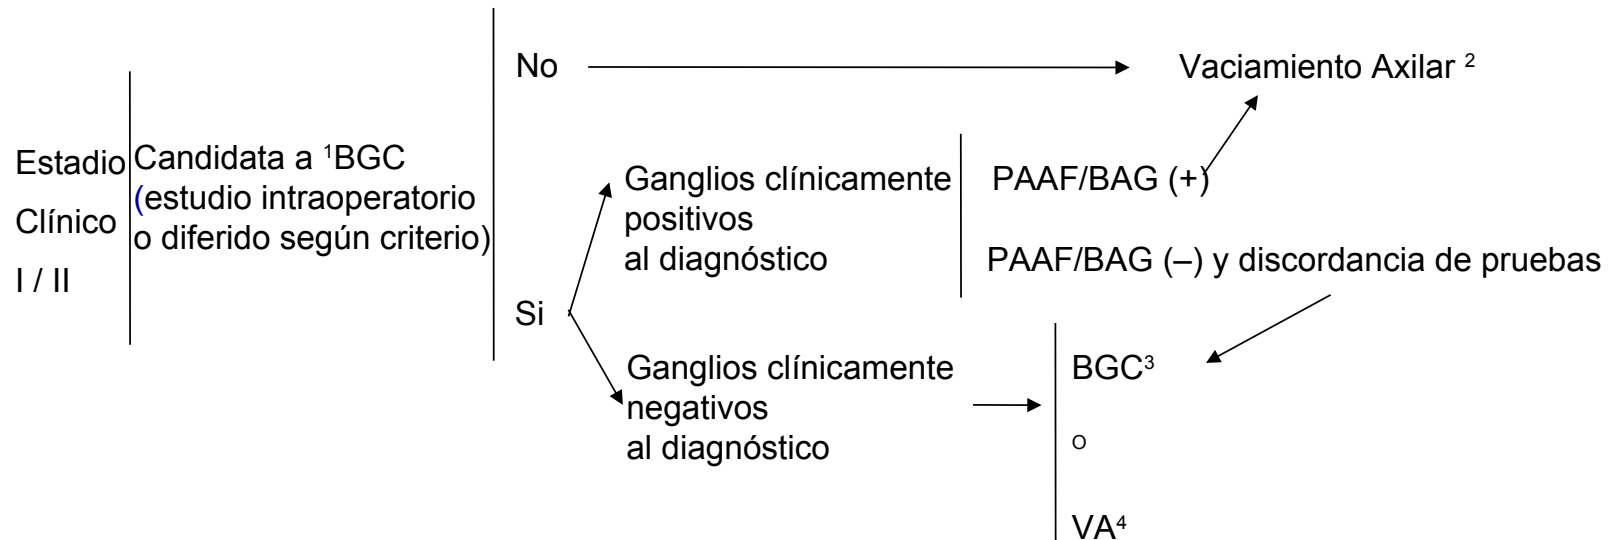 No
Vaciamiento Axilar ²
Estadio
Clínico
I / II
Candidata a ¹BGC
(estudio intraoperatorio
o diferido según criterio)
Si
Ganglios clínicamente
positivos
al diagnóstico
PAAF/BAG (+)
PAAF/BAG (–) y discordancia de pruebas
Ganglios clínicamente
negativos
al diagnóstico
BGC³
O
VA⁴